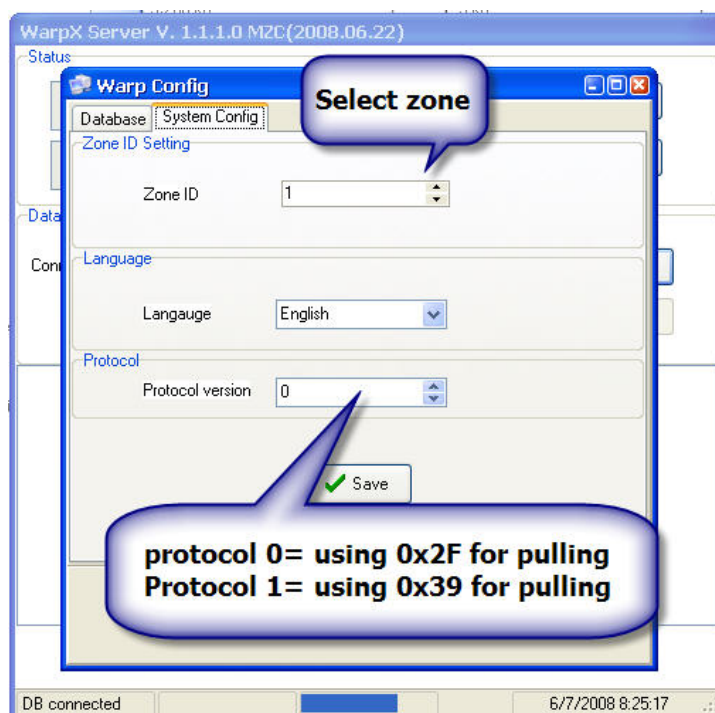 WarpX Server V. 1.1.1.0 MZC(2008.06.22)
Status
Warp Config
Select zone
Database
System Config
Zone ID Setting
Zone ID
1
Data
Conn
Language
Langauge
English
Protocol
Protocol version
0
Save
protocol 0= using 0x2F for pulling
Protocol 1= using 0x39 for pulling
DB connected
6/7/2008 8:25:17